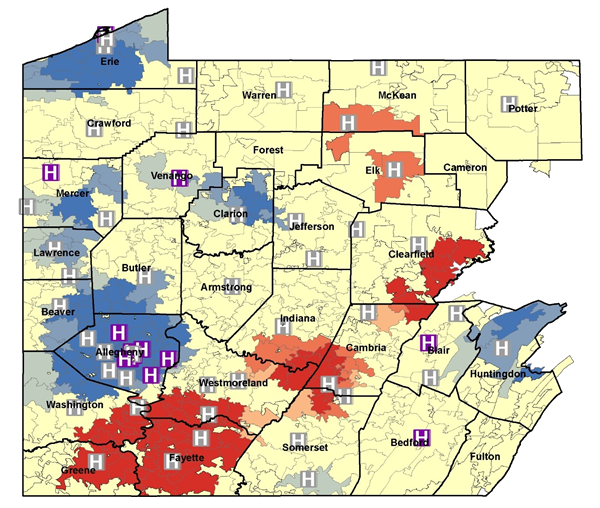 H
H
Erie
H
H
Warren
H
McKean
H
Potter
H
Crawford
H
H
H
Forest
Elk
H
Cameron
H
Venango
H
Mercer
H
H
H
Clarion
H
H
Jefferson
H
H
Clearfield
H
Lawrence
H
H
Butler
H
Armstrong
H
H
Beaver
H
Indiana
H
Cambria
H
H
Blair
H
H
Huntingdon
H
Allegheny
H
H
H
H
H
H
H
H
H
H
H
Westmoreland
H
H
H
H
Washington
H
H
H
Somerset
H
Bedford
H
Greene
H
Fayette
H
H
Fulton
H